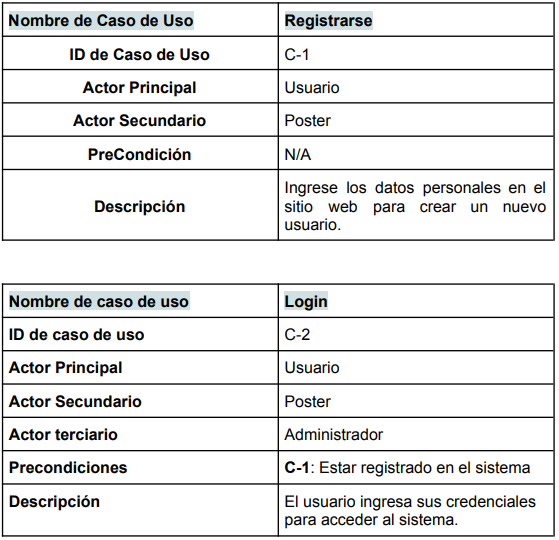 Nombre de Caso de Uso Registrarse
ID de Caso de Uso C-1
Actor Principal Usuario
Actor Secundario Poster
PreCondición N/A
Descripción Ingrese los datos personales en el
sitio web para crear un nuevo
usuario.
Nombre de caso de uso Login
ID de caso de uso C-2
Actor Principal Usuario
Actor Secundario Poster
Actor terciario Administrador
Precondiciones C-1: Estar registrado en el sistema
Descripción El usuario ingresa sus credenciales
para acceder al sistema.